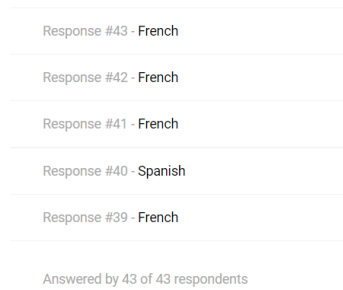 Response #43 - French
Response #42 - French
Response #41 - French
Response #40 - Spanish
Response #39 - French
Answered by 43 of 43 respondents